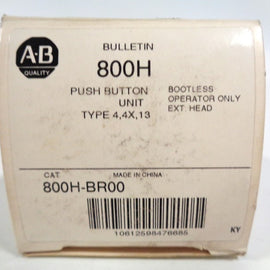 A-B
QUALITY
BULLETIN
800H
PUSH BUTTON
UNIT
TYPE 4,4X,13
BOOTLESS
OPERATOR ONLY
EXT. HEAD
CAT
MADE IN CHINA
800H-BR00
10612598476685
KY